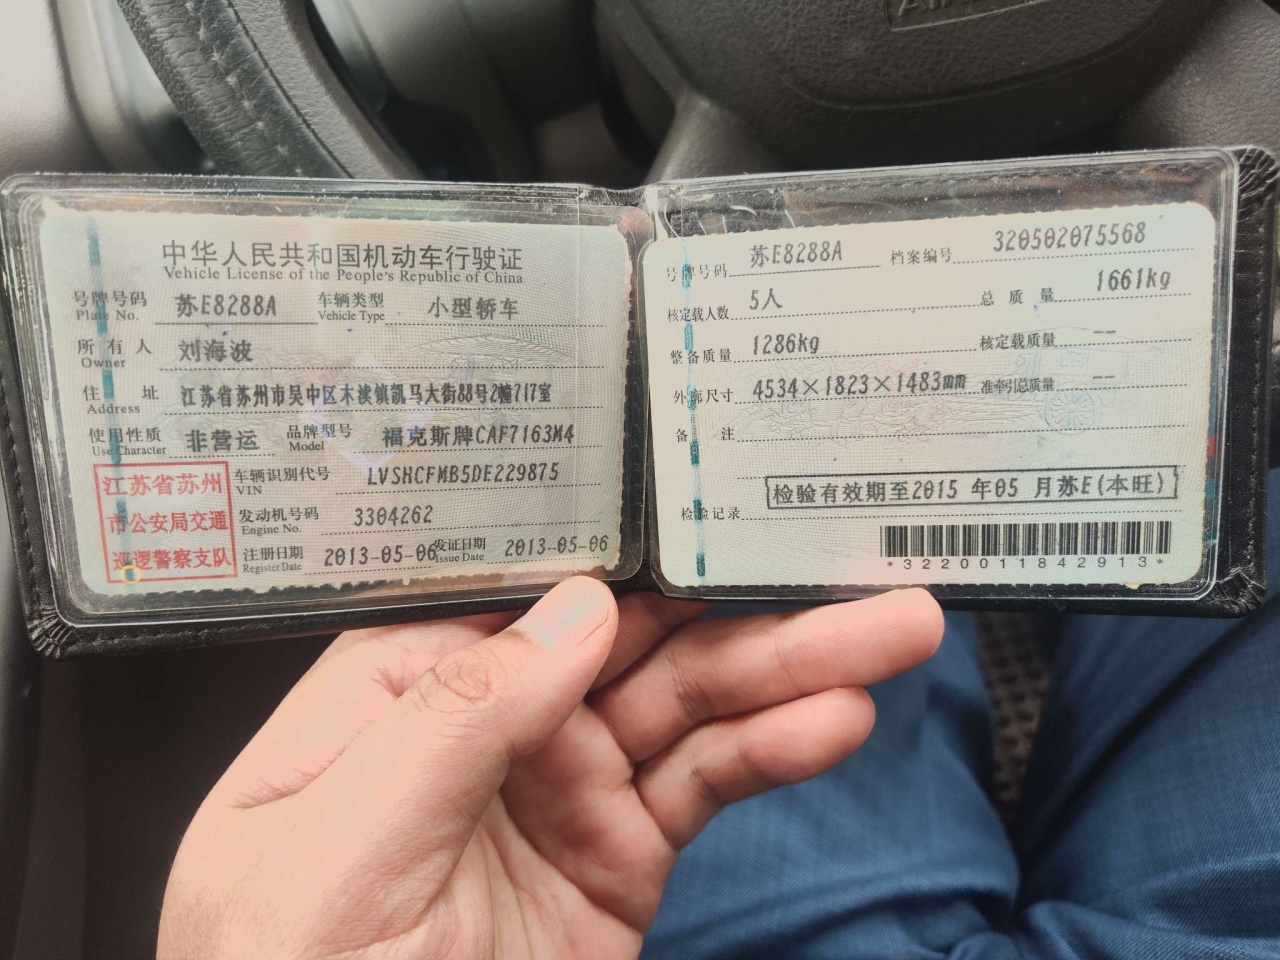 中华人民共和国机动车行驶证
Vehicle License of the People's Republic of China
号牌号码 苏E8288A 车辆类型 小型轿车
Plate No. Vehicle Type
所有人 刘海波
Owner
住址 江苏省苏州市吴中区木渎镇凯马大街88号2幢717室
Address
使用性质 非营运 品牌型号 福克斯牌CAF7163M4
Use Character Model
江苏省苏州
市公安局交通
巡逻警察支队
车辆识别代号 LVSHCFMB5DE229875
VIN
发动机号码 3304262
Engine No.
注册日期 2013-05-06 发证日期 2013-05-06
Register Date Issue Date
号牌号码 苏E8288A 档案编号 320502075568
核定载人数 5人 总质量 1661kg
整备质量 1286kg 核定载质量 --
外廓尺寸 4534×1823×1483mm 准牵引总质量 --
备注
检验有效期至2015 年05 月苏E(本旺)
检验记录
*3220011842913*